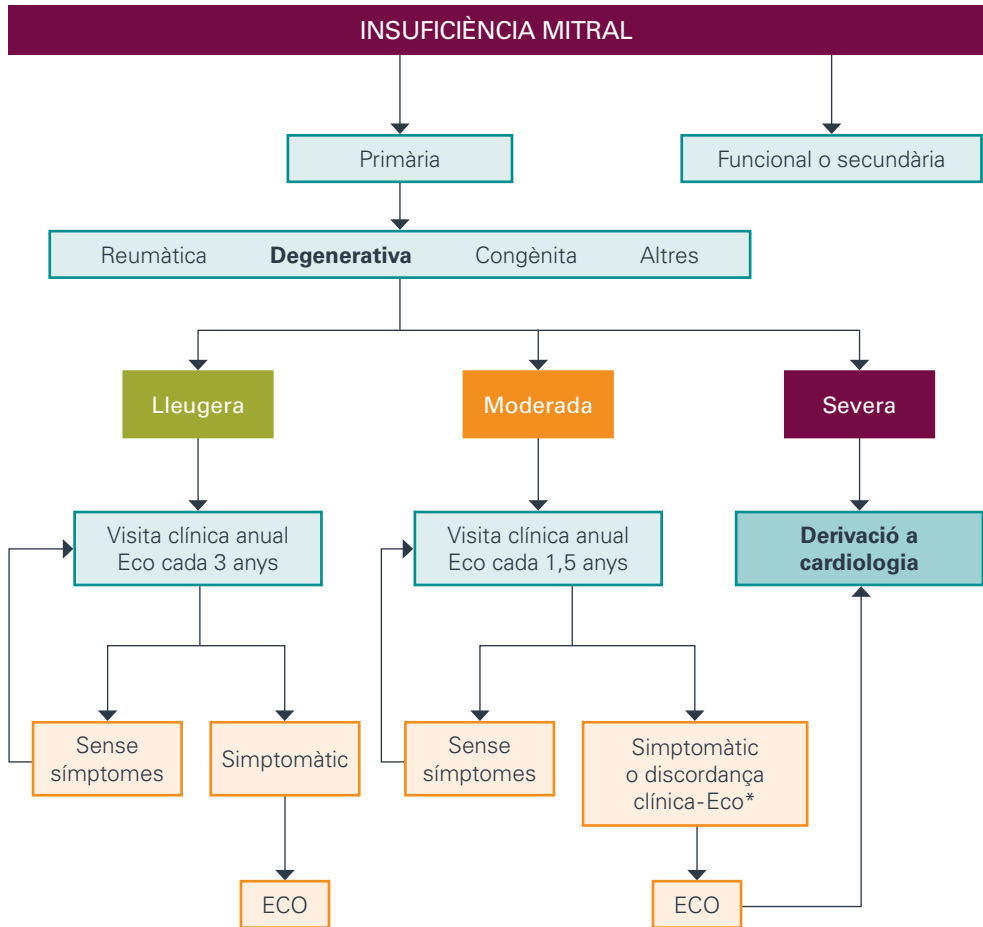 INSUFICIÈNCIA MITRAL
Primària
Funcional o secundària
Reumàtica Degenerativa Congènita Altres
Lleugera
Moderada
Severa
Visita clínica anual
Eco cada 3 anys
Visita clínica anual
Eco cada 1,5 anys
Derivació a
cardiologia
Sense
símptomes
Simptomàtic
Sense
símptomes
Simptomàtic
o discordança
clínica-Eco*
ECO
ECO